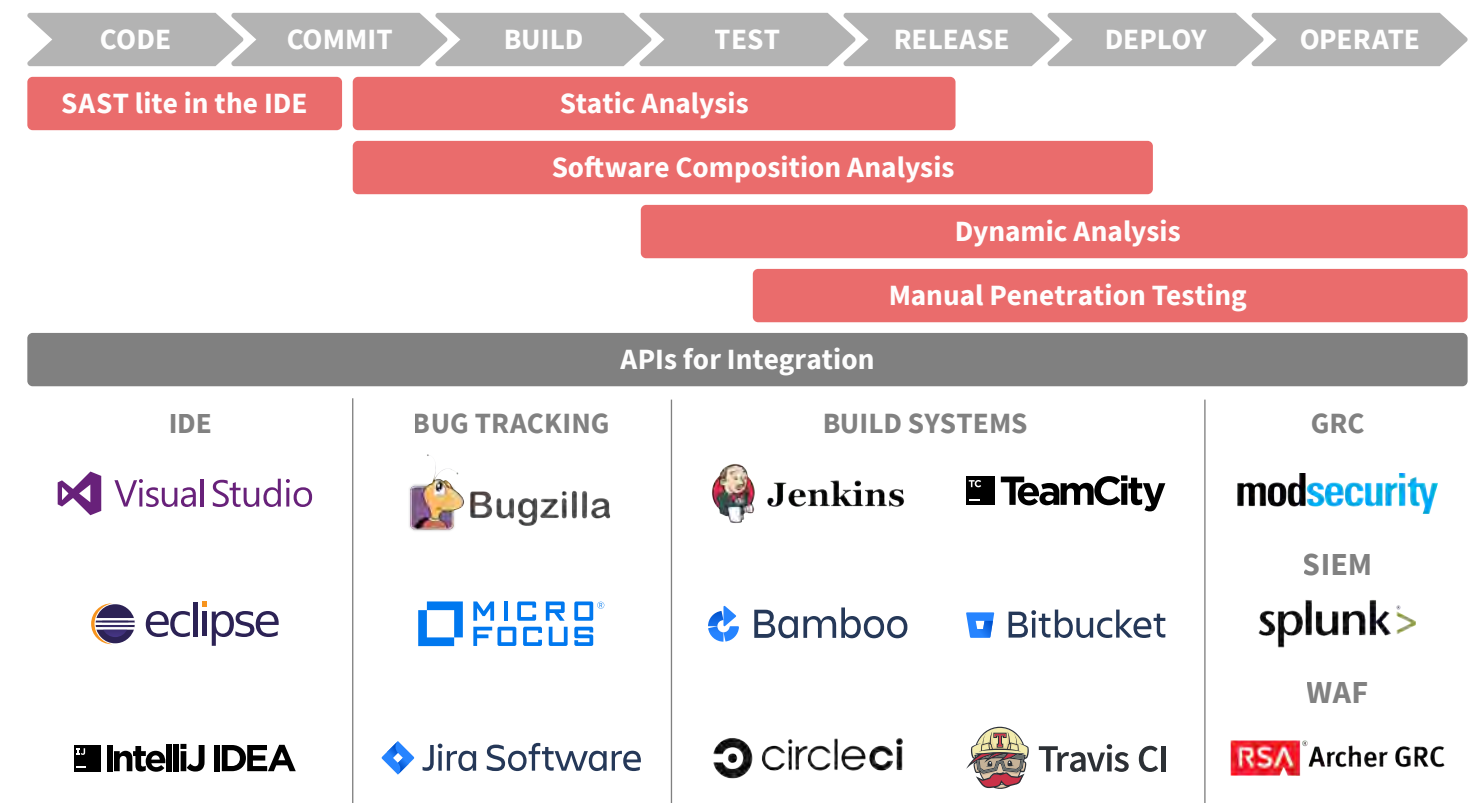 CODE
COMMIT
BUILD
TEST
RELEASE
DEPLOY
OPERATE
SAST lite in the IDE
Static Analysis
Software Composition Analysis
Dynamic Analysis
Manual Penetration Testing
APIs for Integration
IDE
Visual Studio
eclipse
IJ
IntelliJ IDEA
BUG TRACKING
Bugzilla
MICRO®
FOCUS
Jira Software
BUILD SYSTEMS
Jenkins
TC
TeamCity
Bamboo
Bitbucket
circleci
T
Travis CI
GRC
modsecurity
SIEM
splunk>
WAF
RSA® Archer GRC